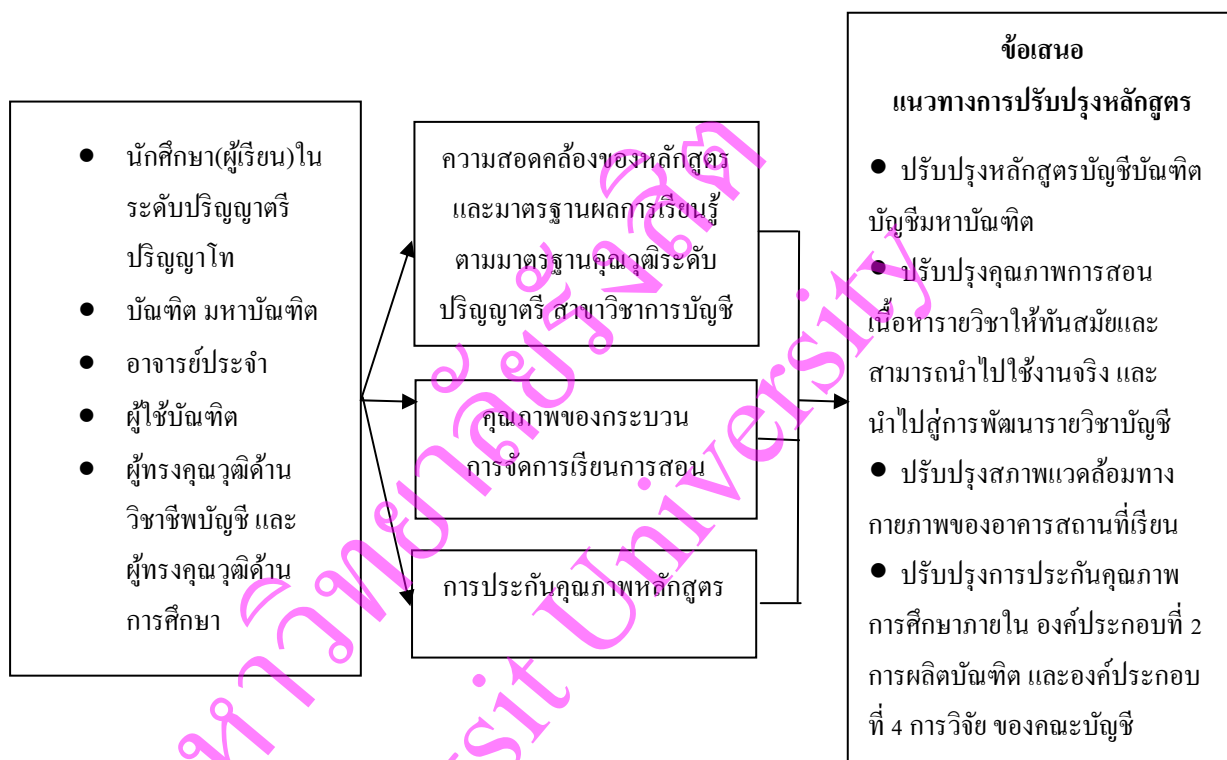 ● นักศึกษา(ผู้เรียน)ใน
ระดับปริญญาตรี
ปริญญาโท
● บัณฑิต มหาบัณฑิต
● อาจารย์ประจำ
● ผู้ใช้บัณฑิต
● ผู้ทรงคุณวุฒิด้าน
วิชาชีพบัญชี และ
ผู้ทรงคุณวุฒิด้าน
การศึกษา
ความสอดคล้องของหลักสูตร
และมาตรฐานผลการเรียนรู้
ตามมาตรฐานคุณวุฒิระดับ
ปริญญาตรี สาขาวิชาการบัญชี
คุณภาพของกระบวน
การจัดการเรียนการสอน
การประกันคุณภาพหลักสูตร
ข้อเสนอ
แนวทางการปรับปรุงหลักสูตร
● ปรับปรุงหลักสูตรบัญชีบัณฑิต
บัญชีมหาบัณฑิต
● ปรับปรุงคุณภาพการสอน
เนื้อหารายวิชาให้ทันสมัยและ
สามารถนำไปใช้งานจริง และ
นำไปสู่การพัฒนารายวิชาบัญชี
● ปรับปรุงสภาพแวดล้อมทาง
กายภาพของอาคารสถานที่เรียน
● ปรับปรุงการประกันคุณภาพ
การศึกษาภายใน องค์ประกอบที่ 2
การผลิตบัณฑิต และองค์ประกอบ
ที่ 4 การวิจัย ของคณะบัญชี
หาวิทยาลัยรังสิต
University